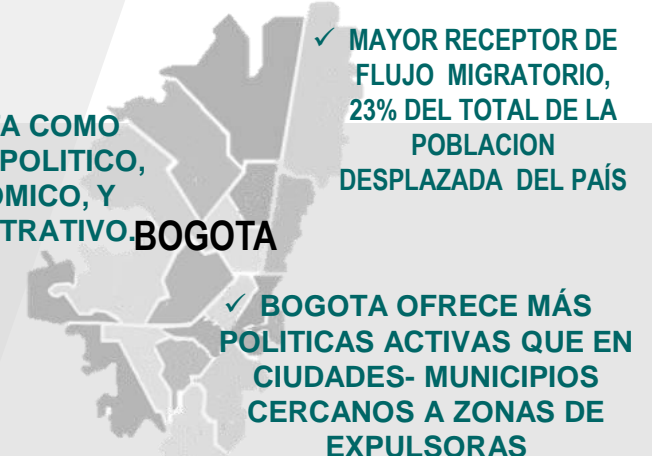 ✓ MAYOR RECEPTOR DE
FLUJO MIGRATORIO,
23% DEL TOTAL DE LA
POBLACION
DESPLAZADA DEL PAÍS
COMO
POLITICO,
Y
BOGOTA
✓ BOGOTA OFRECE MÁS
POLITICAS ACTIVAS QUE EN
CIUDADES- MUNICIPIOS
CERCANOS A ZONAS DE
EXPULSORAS